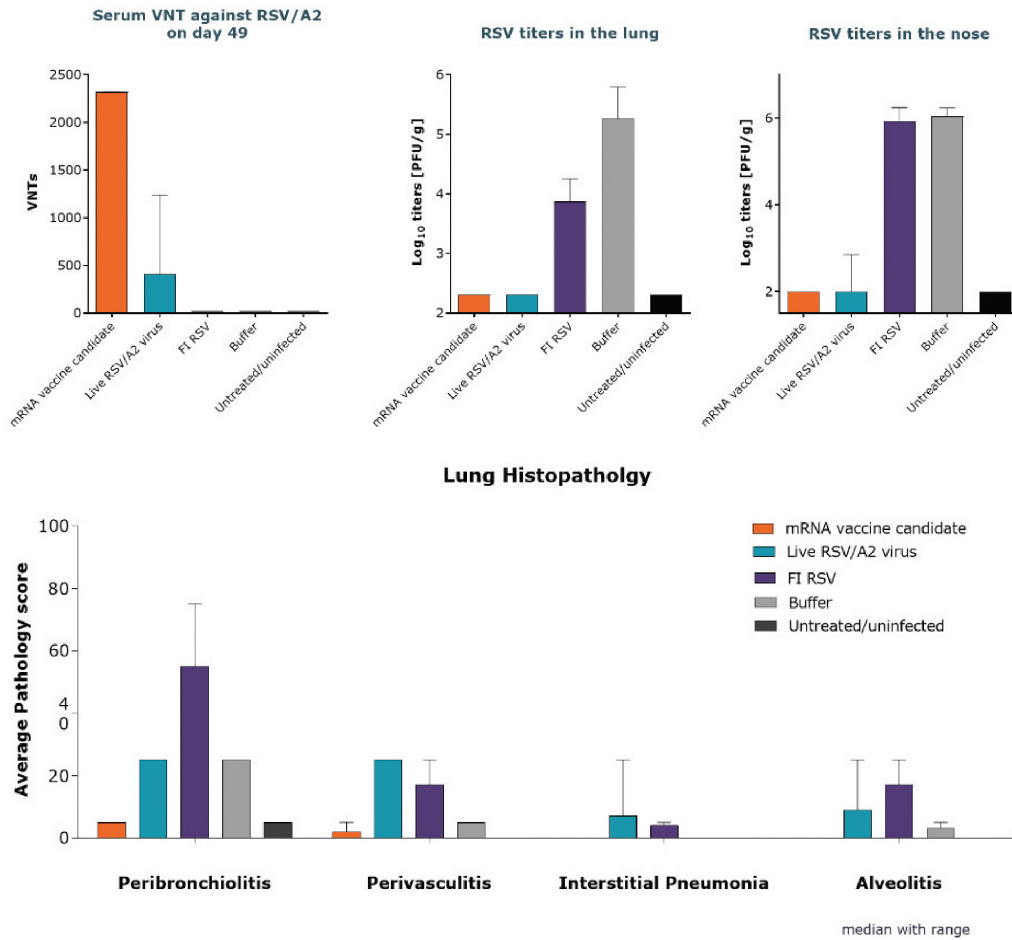 Serum VNT against RSV/A2
on day 49
VNTs
2500
2000
1500
1000
500
0
mRNA vaccine candidate
Live RSV/A2 virus
FI RSV
Buffer
Untreated/uninfected
RSV titers in the lung
Log10 titers [PFU/g]
6
5
4
3
2
mRNA vaccine candidate
Live RSV/A2 virus
FI RSV
Buffer
Untreated/uninfected
RSV titers in the nose
Log10 titers [PFU/g]
6
4
2
mRNA vaccine candidate
Live RSV/A2 virus
FI RSV
Buffer
Untreated/uninfected
Lung Histopatholgy
Average Pathology score
100
80
60
4
0
20
0
mRNA vaccine candidate
Live RSV/A2 virus
FI RSV
Buffer
Untreated/uninfected
Peribronchiolitis
Perivasculitis
Interstitial Pneumonia
Alveolitis
median with range